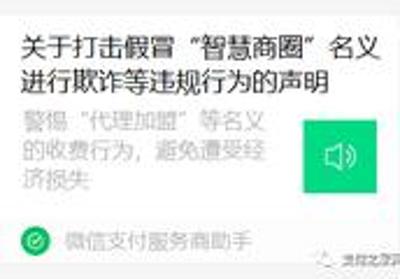 关于打击假冒“智慧商圈”名义
进行欺诈等违规行为的声明
警惕“代理加盟”等名义
的收费行为，避免遭受经
济损失
微信支付服务商助手